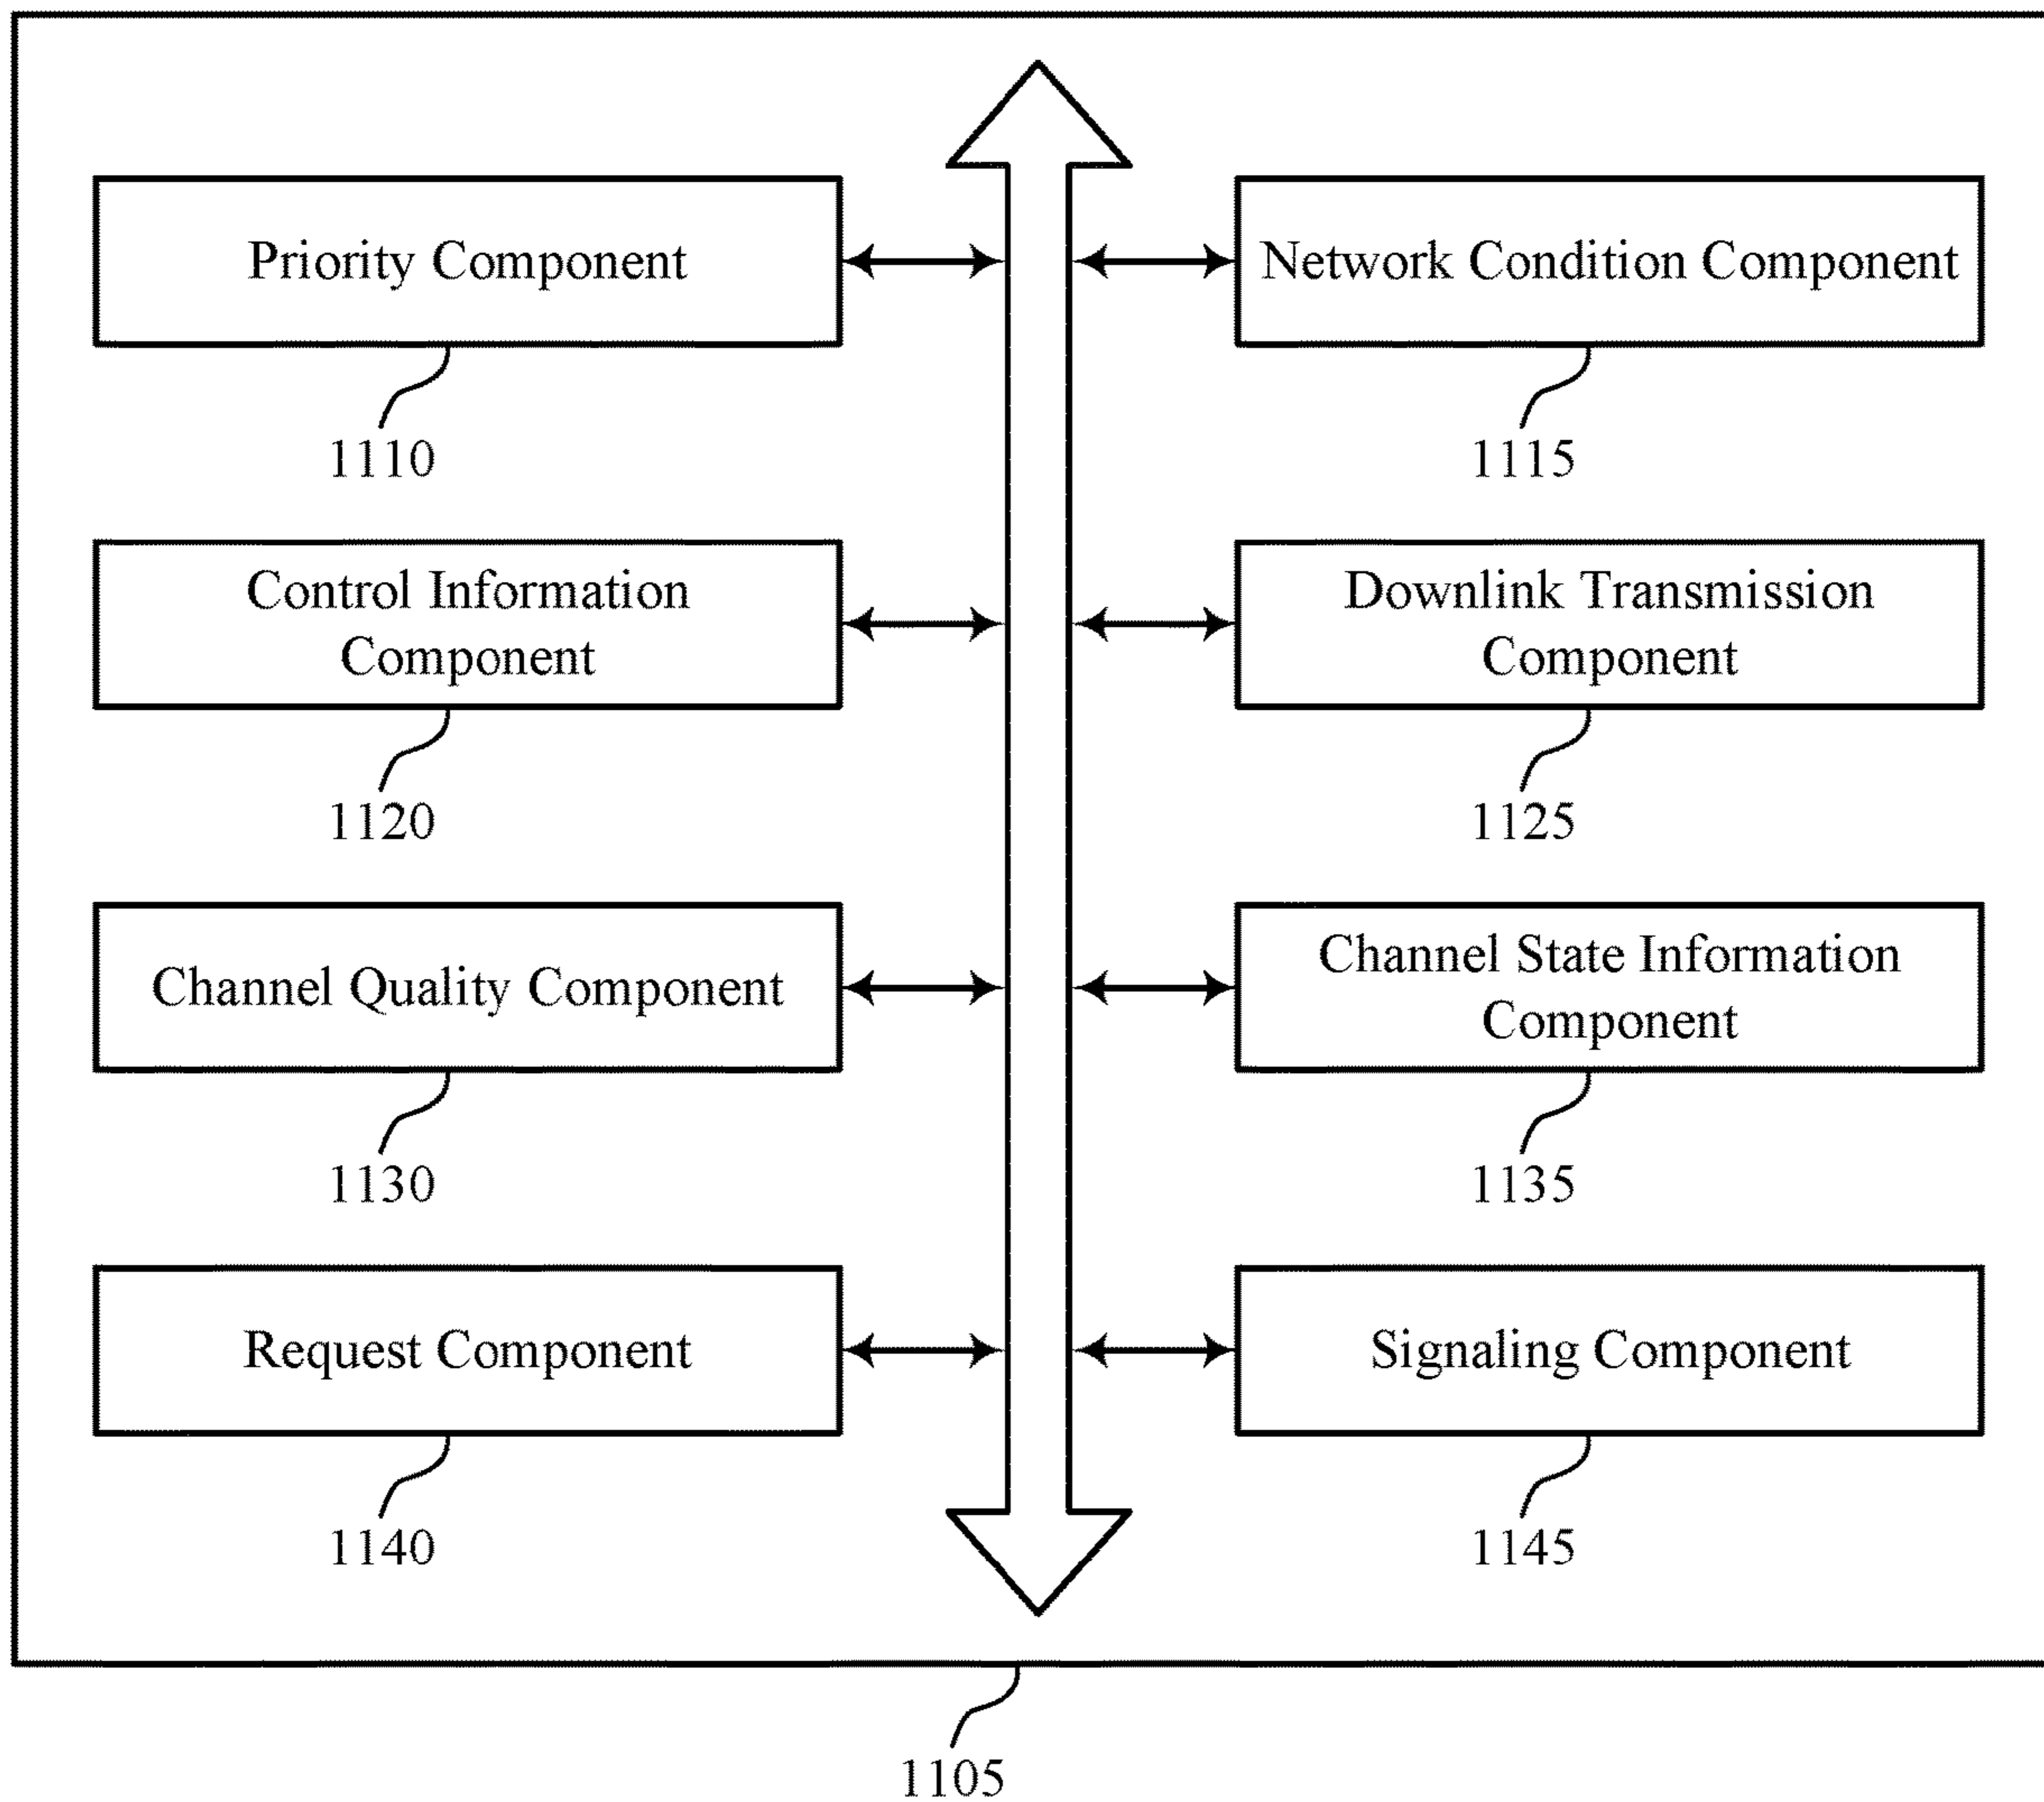 Priority Component
Network Condition Component
1110
1115
Control Information
Component
Downlink Transmission
Component
1120
1125
Channel Quality Component
Channel State Information
Component
1130
1135
Request Component
Signaling Component
1140
1145
1105